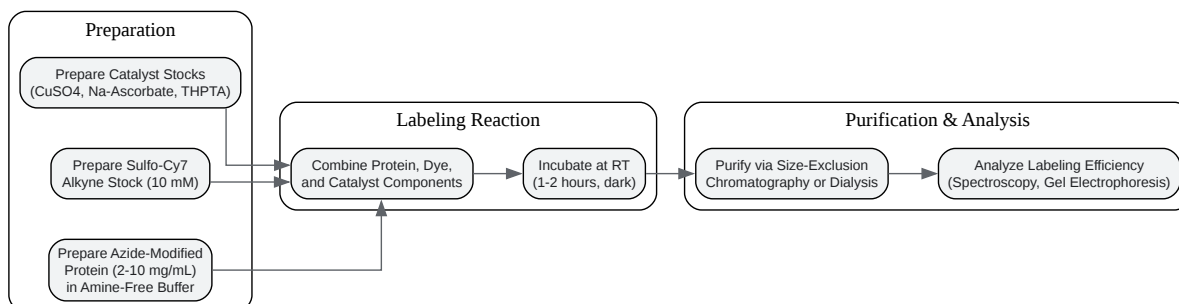 Preparation
Prepare Catalyst Stocks
(CuSO4, Na-Ascorbate, THPTA)
Prepare Sulfo-Cy7
Alkyne Stock (10 mM)
Prepare Azide-Modified
Protein (2-10 mg/mL)
in Amine-Free Buffer
Labeling Reaction
Combine Protein, Dye,
and Catalyst Components
Incubate at RT
(1-2 hours, dark)
Purification & Analysis
Purify via Size-Exclusion
Chromatography or Dialysis
Analyze Labeling Efficiency
(Spectroscopy, Gel Electrophoresis)